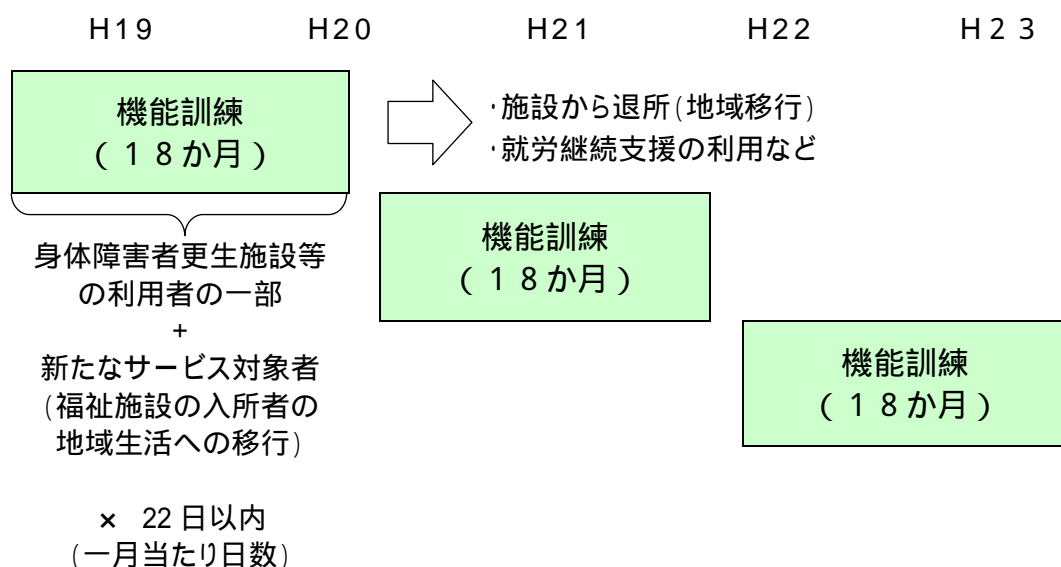 H19 H20 H21 H22 H23
機能訓練
(18か月)
・施設から退所(地域移行)
・就労継続支援の利用など
機能訓練
(18か月)
身体障害者更生施設等
の利用者の一部
+
新たなサービス対象者
(福祉施設の入所者の
地域生活への移行)
機能訓練
(18か月)
× 22日以内
(一月当たり日数)